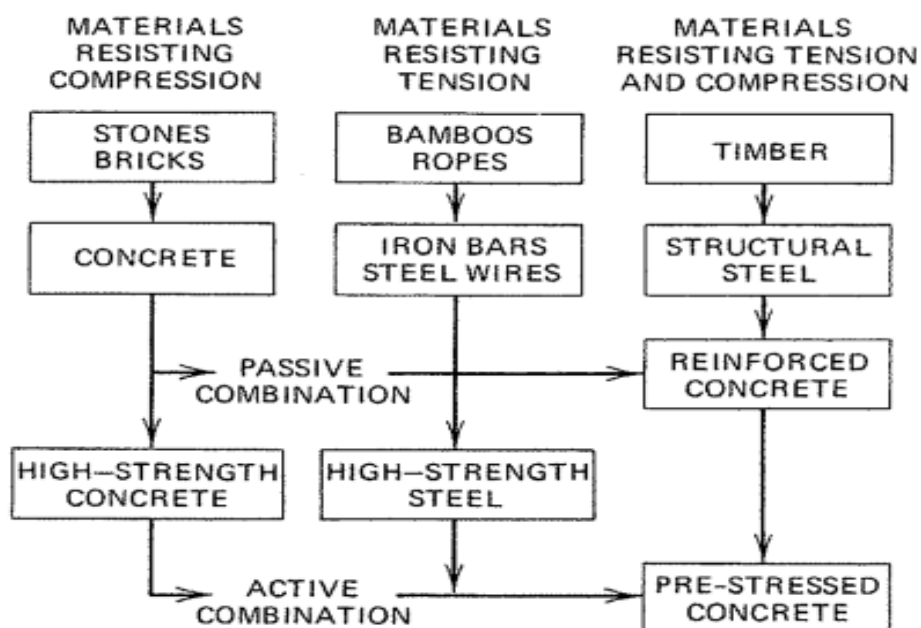 MATERIALS
RESISTING
COMPRESSION
MATERIALS
RESISTING
TENSION
MATERIALS
RESISTING TENSION
AND COMPRESSION
STONES
BRICKS
BAMBOOS
ROPES
TIMBER
CONCRETE
IRON BARS
STEEL WIRES
STRUCTURAL
STEEL
PASSIVE
COMBINATION
REINFORCED
CONCRETE
HIGH–STRENGTH
CONCRETE
HIGH–STRENGTH
STEEL
ACTIVE
COMBINATION
PRE-STRESSED
CONCRETE